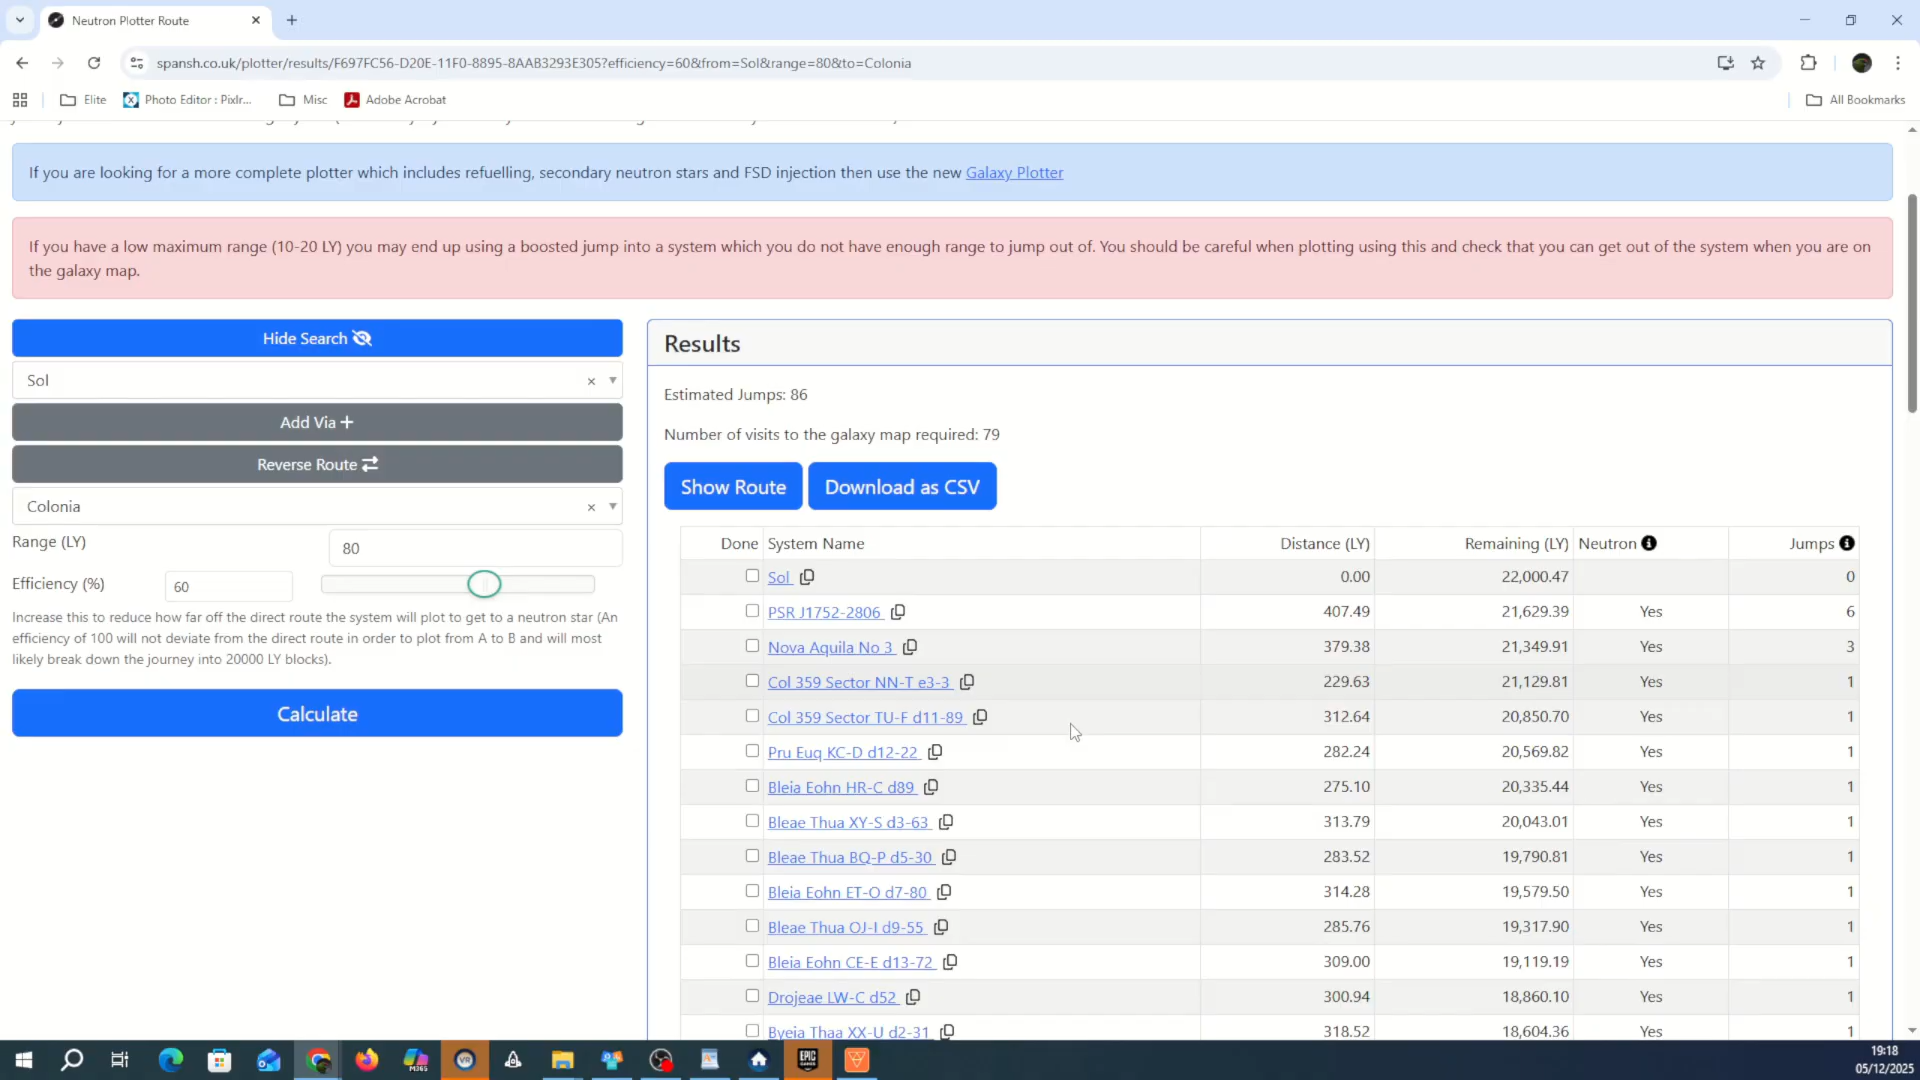 Neutron Plotter Route
spansh.co.uk/plotter/results/F697FC56-D20E-11F0-8895-8AAB3293E305?efficiency=60&from=Sol&range=80&to=Colonia
Elite
Photo Editor : Pixlr...
Misc
Adobe Acrobat
All Bookmarks
If you are looking for a more complete plotter which includes refuelling, secondary neutron stars and FSD injection then use the new Galaxy Plotter
If you have a low maximum range (10-20 LY) you may end up using a boosted jump into a system which you do not have enough range to jump out of. You should be careful when plotting using this and check that you can get out of the system when you are on
the galaxy map.
Hide Search
Sol
Add Via
Reverse Route
Colonia
Range (LY) 80
Efficiency (%) 60
Increase this to reduce how far off the direct route the system will plot to get to a neutron star (An
efficiency of 100 will not deviate from the direct route in order to plot from A to B and will most
likely break down the journey into 20000 LY blocks).
Calculate
Results
Estimated Jumps: 86
Number of visits to the galaxy map required: 79
Show Route Download as CSV
Done System Name Distance (LY) Remaining (LY) Neutron Jumps
Sol 0.00 22,000.47 0
PSR J1752-2806 407.49 21,629.39 Yes 6
Nova Aquila No 3 379.38 21,349.91 Yes 3
Col 359 Sector NN-T e3-3 229.63 21,129.81 Yes 1
Col 359 Sector TU-F d11-89 312.64 20,850.70 Yes 1
Pru Euq KC-D d12-22 282.24 20,569.82 Yes 1
Bleia Eohn HR-C d89 275.10 20,335.44 Yes 1
Bleae Thua XY-S d3-63 313.79 20,043.01 Yes 1
Bleae Thua BQ-P d5-30 283.52 19,790.81 Yes 1
Bleia Eohn ET-O d7-80 314.28 19,579.50 Yes 1
Bleae Thua OJ-I d9-55 285.76 19,317.90 Yes 1
Bleia Eohn CE-E d13-72 309.00 19,119.19 Yes 1
Drojeae LW-C d52 300.94 18,860.10 Yes 1
Byeia Thaa XX-U d2-31 318.52 18,604.36 Yes 1
M365
VR
EPIC
GAMES
19:18
05/12/2025